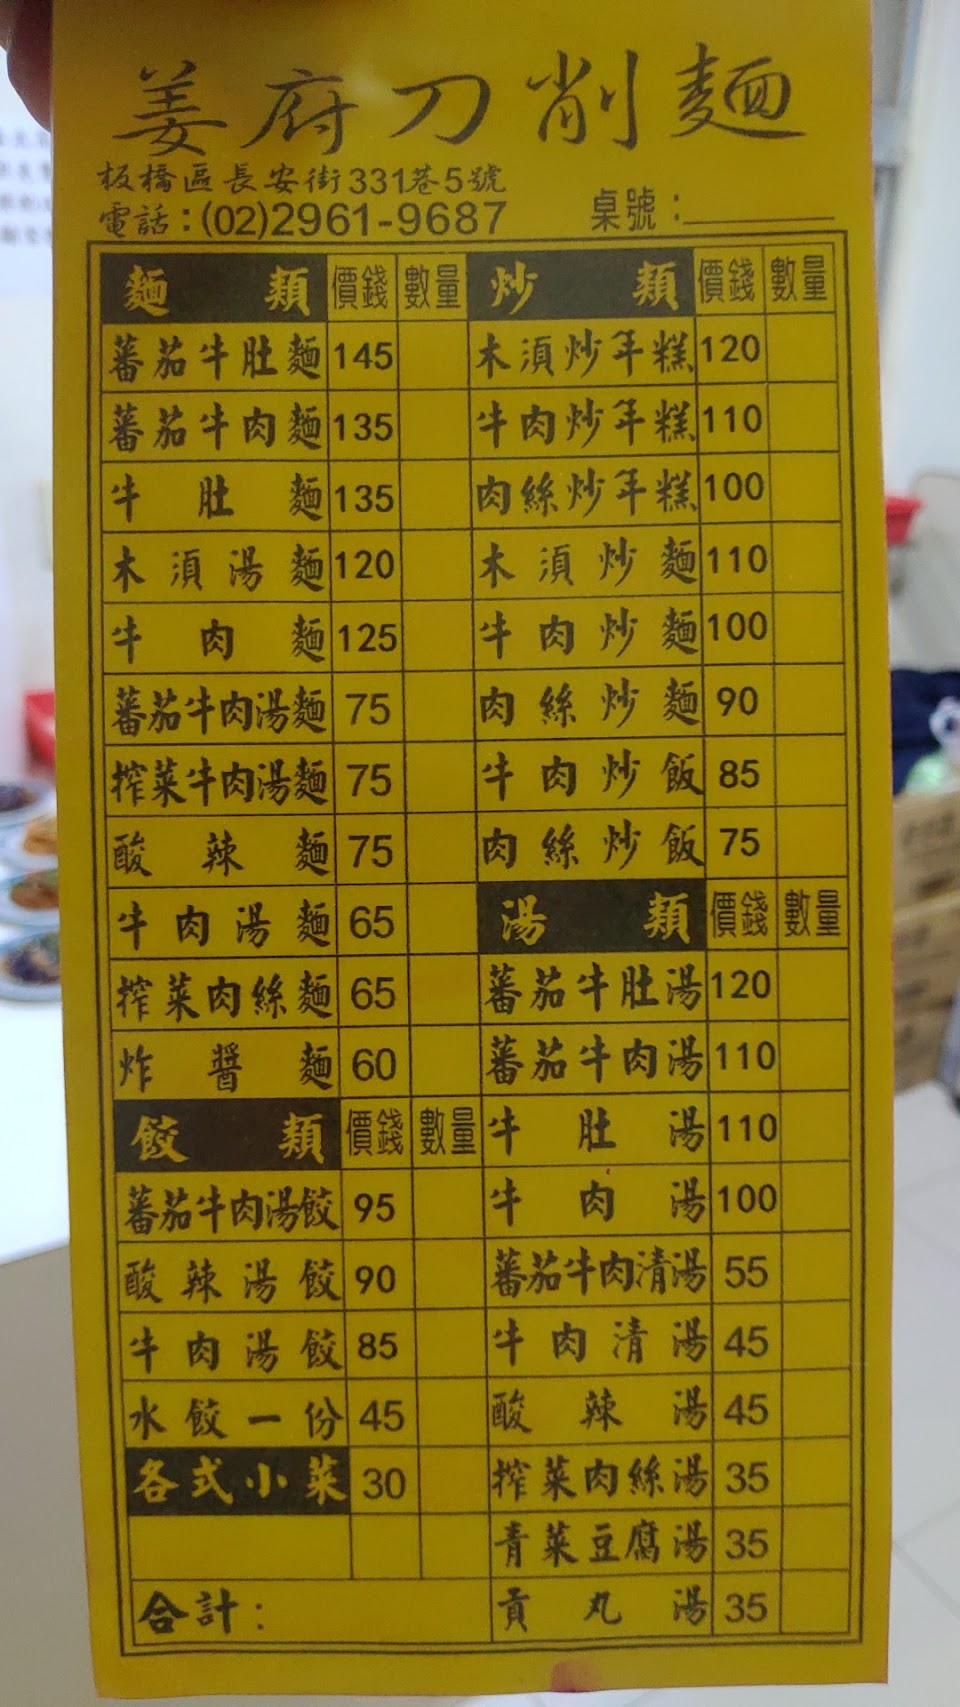 姜府刀削麵
板橋區長安街331巷5號
電話：(02)2961-9687
桌號：
麵類 價錢 數量
蕃茄牛肚麵 145
蕃茄牛肉麵 135
牛肚麵 135
木須湯麵 120
牛肉麵 125
蕃茄牛肉湯麵 75
搾菜牛肉湯麵 75
酸辣麵 75
牛肉湯麵 65
搾菜肉絲麵 65
炸醬麵 60
餃類 價錢 數量
蕃茄牛肉湯餃 95
酸辣湯餃 90
牛肉湯餃 85
水餃一份 45
各式小菜 30
合計：
炒類 價錢 數量
木須炒年糕 120
牛肉炒年糕 110
肉絲炒年糕 100
木須炒麵 110
牛肉炒麵 100
肉絲炒麵 90
牛肉炒飯 85
肉絲炒飯 75
湯類 價錢 數量
蕃茄牛肚湯 120
蕃茄牛肉湯 110
牛肚湯 110
牛肉湯 100
蕃茄牛肉清湯 55
牛肉清湯 45
酸辣湯 45
搾菜肉絲湯 35
青菜豆腐湯 35
貢丸湯 35